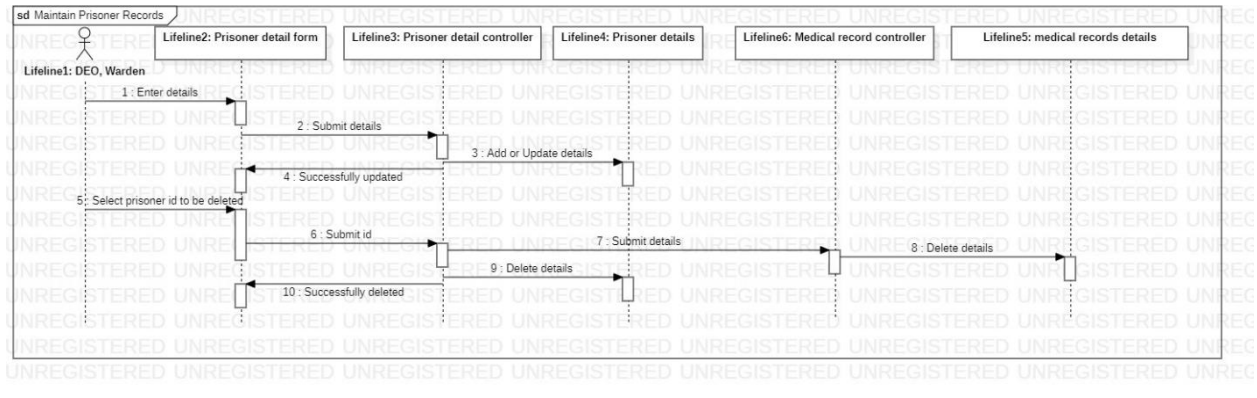 sd Maintain Prisoner Records
Lifeline1: DEO, Warden
Lifeline2: Prisoner detail form
Lifeline3: Prisoner detail controller
Lifeline4: Prisoner details
Lifeline6: Medical record controller
Lifeline5: medical records details
1 : Enter details
2 : Submit details
3 : Add or Update details
4 : Successfully updated
5 : Select prisoner id to be deleted
6 : Submit id
7 : Submit details
8 : Delete details
9 : Delete details
10 : Successfully deleted
UNREGISTERED